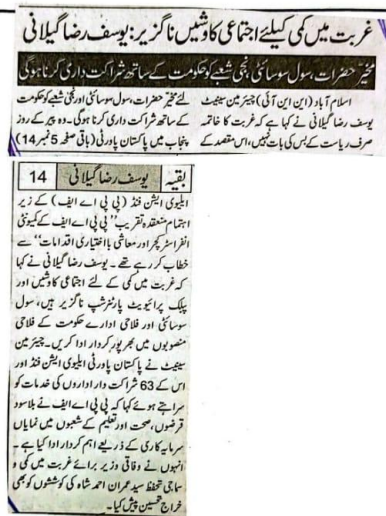 غربت میں کمی کیلئے اجتماعی کاوشیں ناگزیر: یوسف رضا گیلانی
مخیر حضرات، سول سوسائٹی، نجی شعبے کو حکومت کے ساتھ شراکت داری کرنا ہوگی
اسلام آباد (این این آئی) چیئرمین سینیٹ
یوسف رضا گیلانی نے کہا ہے کہ غربت کا خاتمہ
صرف ریاست کے بس کی بات نہیں، اس مقصد کے
لئے مخیر حضرات، سول سوسائٹی اور نجی شعبے کو حکومت
کے ساتھ شراکت داری کرنا ہوگی۔ وہ پیر کے روز
پنجاب میں پاکستان پاورٹی (باقی صفحہ 5 نمبر 14)
بقیہ یوسف رضا گیلانی 14
ایلیوی ایشن فنڈ (پی پی اے ایف) کے زیر
اہتمام منعقدہ تقریب ”پی پی اے ایف کے کمیونٹی
انفراسٹرکچر اور معاشی بااختیاری اقدامات“ سے
خطاب کر رہے تھے۔ یوسف رضا گیلانی نے کہا
کہ غربت میں کمی کے لئے اجتماعی کاوشیں اور
پبلک پرائیویٹ پارٹنرشپ ناگزیر ہیں، سول
سوسائٹی اور فلاحی ادارے حکومت کے فلاحی
منصوبوں میں بھرپور کردار ادا کریں۔ چیئرمین
سینیٹ نے پاکستان پاورٹی ایلیوی ایشن فنڈ اور
اس کے 63 شراکت دار اداروں کی خدمات کو
سراہتے ہوئے کہا کہ پی پی اے ایف نے بلاسود
قرضوں، صحت اور تعلیم کے شعبوں میں نمایاں
سرمایہ کاری کے ذریعے اہم کردار ادا کیا ہے۔
انہوں نے وفاقی وزیر برائے غربت میں کمی و
سماجی تحفظ سید عمران احمد شاہ کی کوششوں کو بھی
خراج تحسین پیش کیا۔